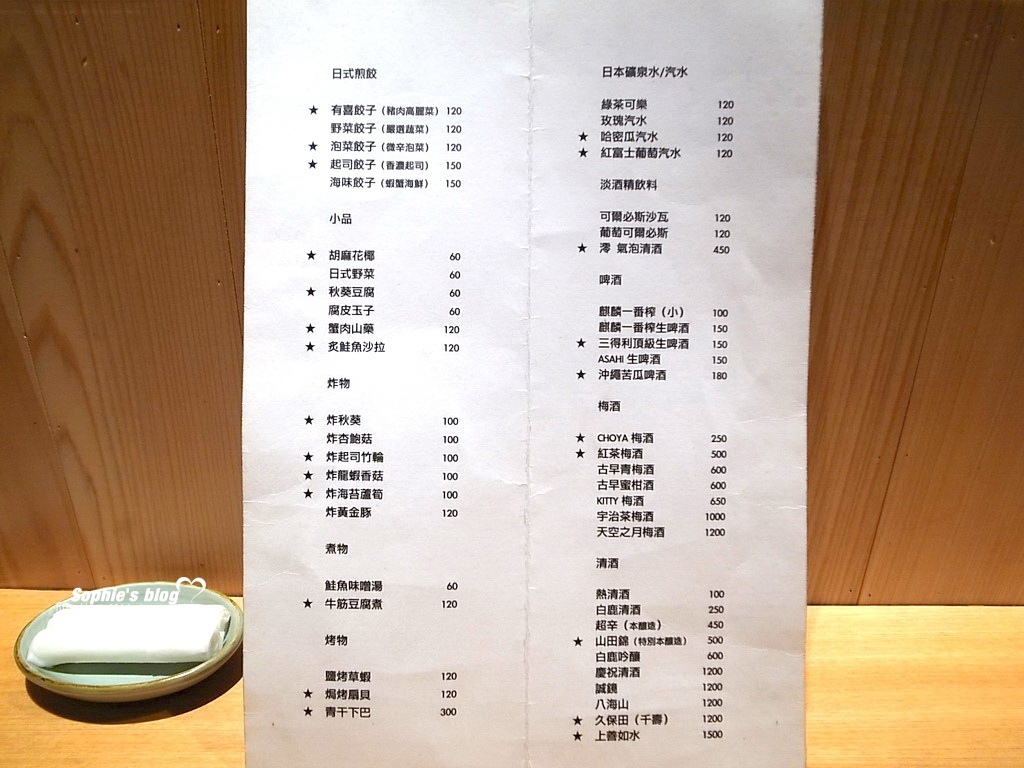 日式煎餃
★ 有喜餃子（豬肉高麗菜） 120
野菜餃子（嚴選蔬菜） 120
★ 泡菜餃子（微辛泡菜） 120
★ 起司餃子（香濃起司） 150
海味餃子（蝦蟹海鮮） 150
小品
★ 胡麻花椰 60
日式野菜 60
★ 秋葵豆腐 60
腐皮玉子 60
★ 蟹肉山藥 120
★ 炙鮭魚沙拉 120
炸物
★ 炸秋葵 100
炸杏鮑菇 100
★ 炸起司竹輪 100
★ 炸龍蝦香菇 100
★ 炸海苔蘆筍 100
炸黃金豚 120
煮物
鮭魚味噌湯 60
★ 牛筋豆腐煮 120
烤物
鹽烤草蝦 120
★ 焗烤扇貝 120
★ 青干下巴 300
日本礦泉水/汽水
綠茶可樂 120
玫瑰汽水 120
★ 哈密瓜汽水 120
★ 紅富士葡萄汽水 120
淡酒精飲料
可爾必斯沙瓦 120
葡萄可爾必斯 120
★ 澪 氣泡清酒 450
啤酒
麒麟一番榨（小） 100
麒麟一番榨生啤酒 150
★ 三得利頂級生啤酒 150
ASAHI 生啤酒 150
★ 沖繩苦瓜啤酒 180
梅酒
★ CHOYA 梅酒 250
★ 紅茶梅酒 500
古早青梅酒 600
古早蜜柑酒 600
KITTY 梅酒 650
宇治茶梅酒 1000
天空之月梅酒 1200
清酒
熱清酒 100
白鹿清酒 250
超辛（本釀造） 450
★ 山田錦（特別本釀造） 500
白鹿吟釀 600
慶祝清酒 1200
誠鏡 1200
八海山 1200
★ 久保田（千壽） 1200
★ 上善如水 1500
Sophie's blog